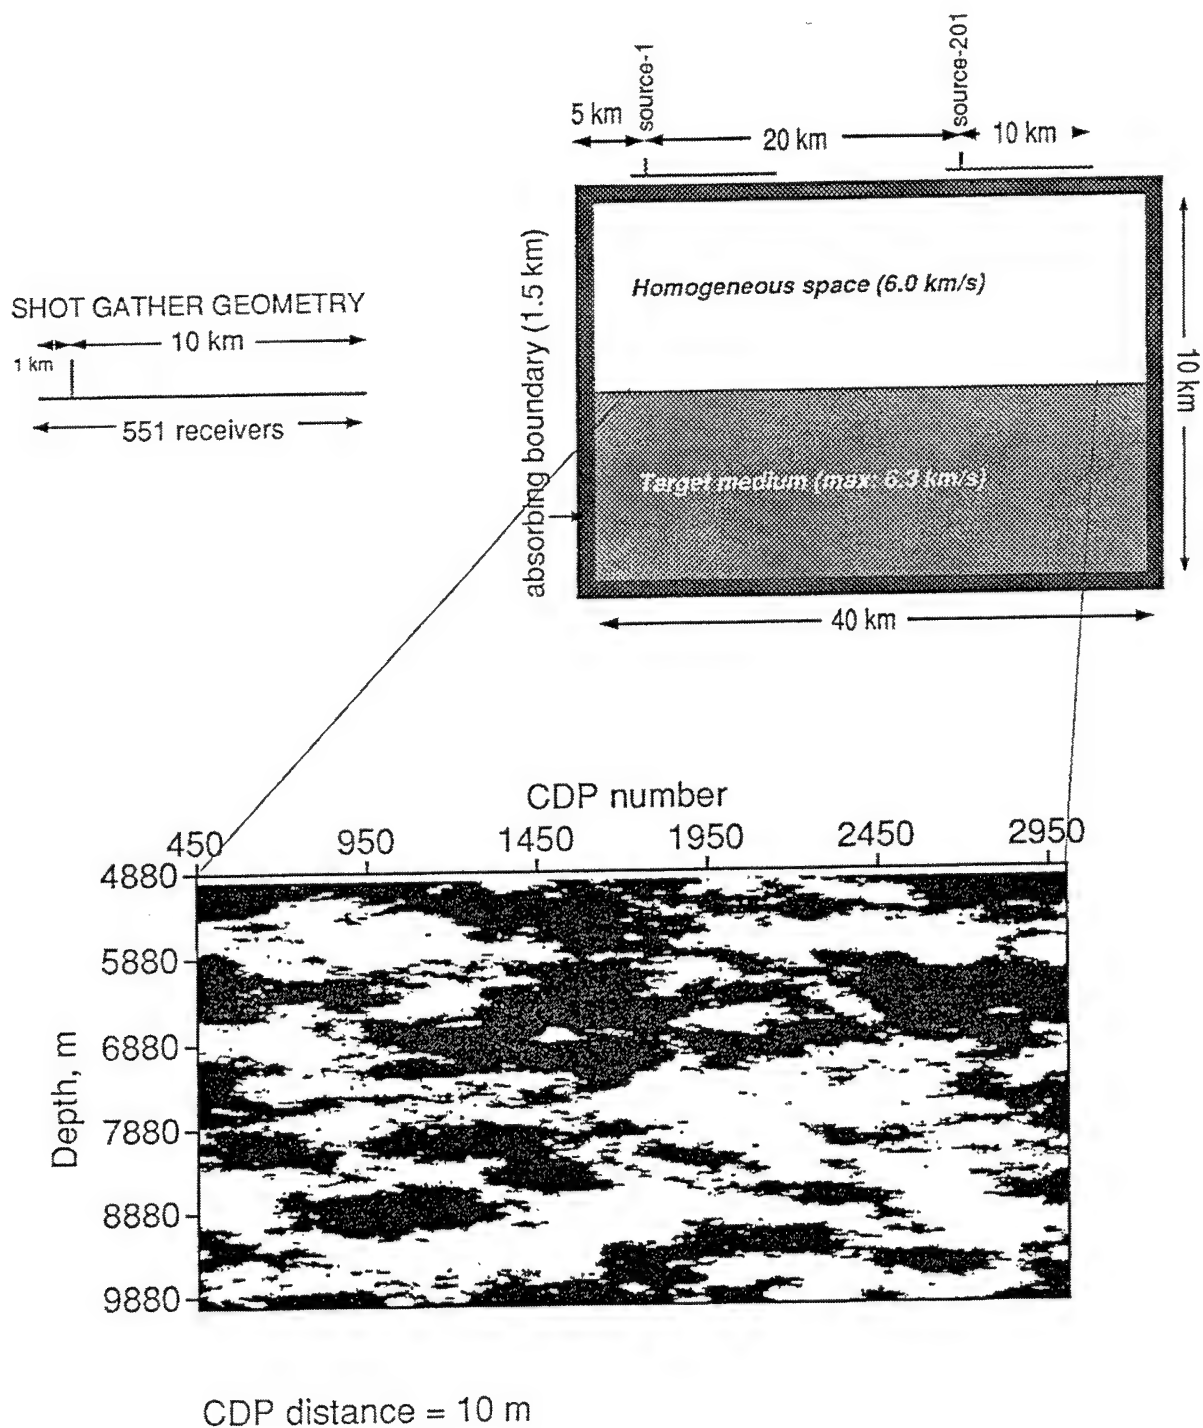 source-1
source-201
5 km
20 km
10 km
Homogeneous space (6.0 km/s)
absorbing boundary (1.5 km)
10 km
SHOT GATHER GEOMETRY
10 km
1 km
551 receivers
Target medium (max: 6.3 km/s)
40 km
CDP number
450 950 1450 1950 2450 2950
4880
5880
6880
7880
8880
9880
Depth, m
CDP distance = 10 m